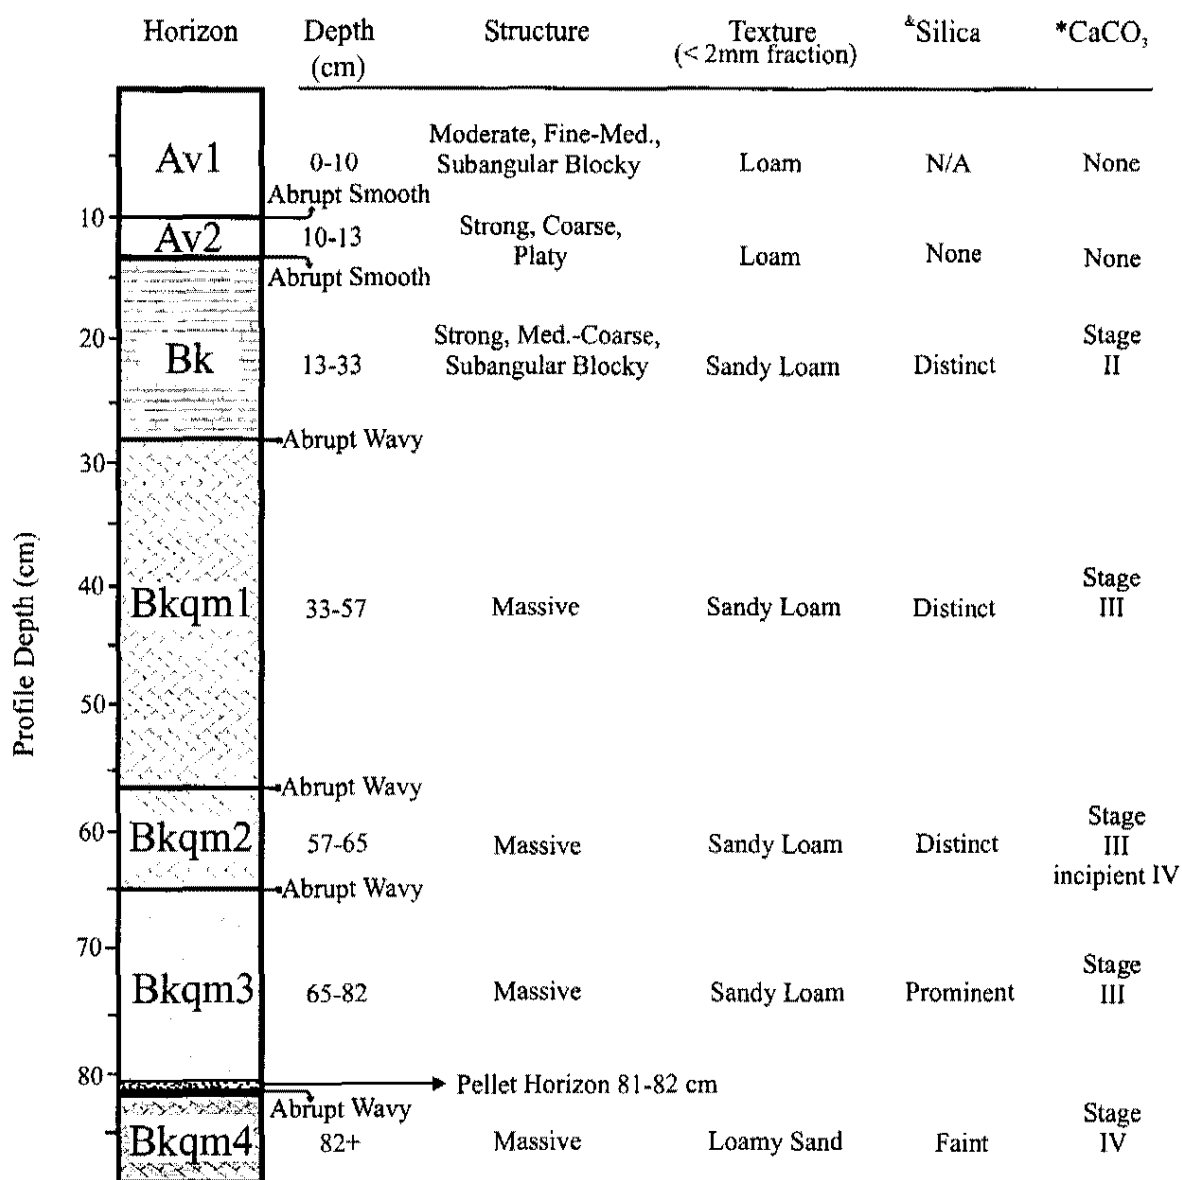 Horizon Depth (cm) Structure Texture (< 2mm fraction) &Silica *CaCO₃
Av1 0-10 Moderate, Fine-Med., Subangular Blocky Loam N/A None
Abrupt Smooth
10
Av2 10-13 Strong, Coarse, Platy Loam None None
Abrupt Smooth
20
Bk 13-33 Strong, Med.-Coarse, Subangular Blocky Sandy Loam Distinct Stage II
Abrupt Wavy
30
40
Bkqm1 33-57 Massive Sandy Loam Distinct Stage III
Profile Depth (cm)
50
Abrupt Wavy
60
Bkqm2 57-65 Massive Sandy Loam Distinct Stage III incipient IV
Abrupt Wavy
70
Bkqm3 65-82 Massive Sandy Loam Prominent Stage III
80
Pellet Horizon 81-82 cm
Abrupt Wavy
Bkqm4 82+ Massive Loamy Sand Faint Stage IV